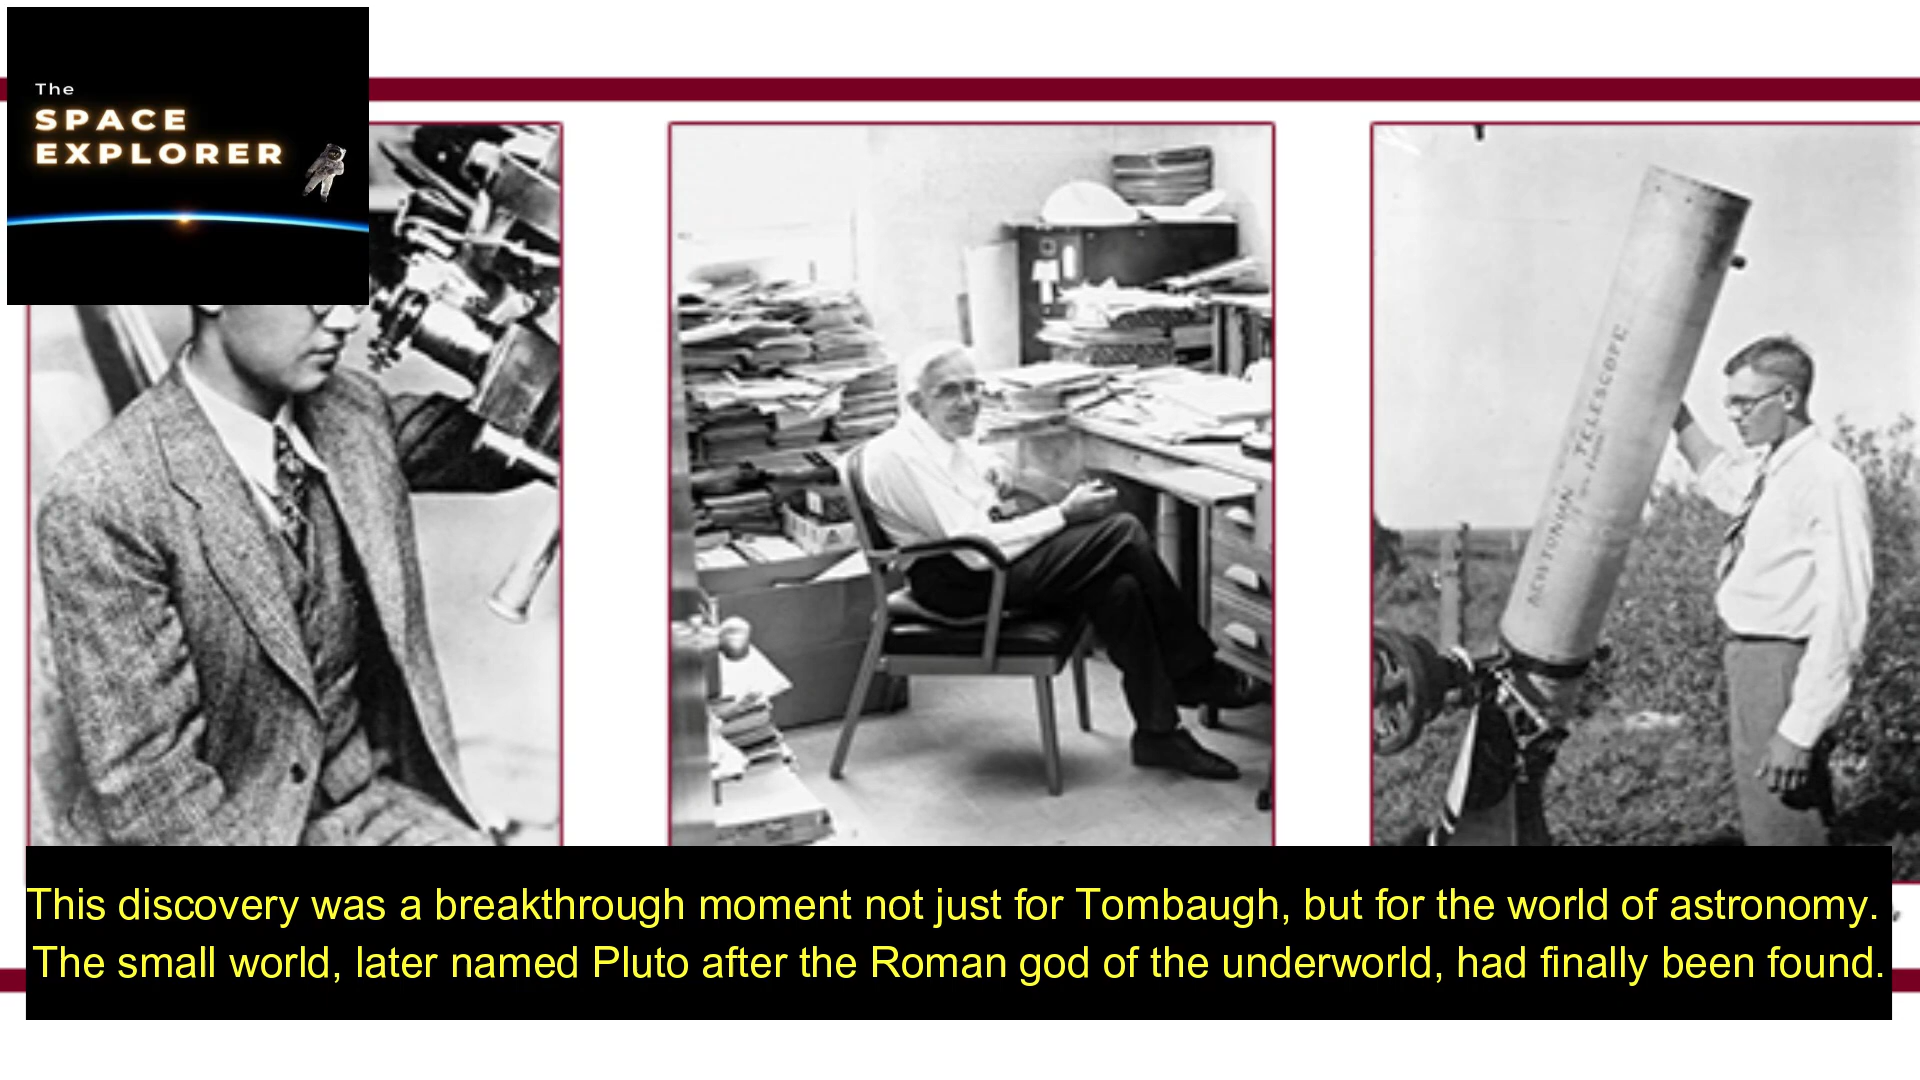 The
SPACE
EXPLORER
NEWTONIAN TELESCOPE
This discovery was a breakthrough moment not just for Tombaugh, but for the world of astronomy.
The small world, later named Pluto after the Roman god of the underworld, had finally been found.